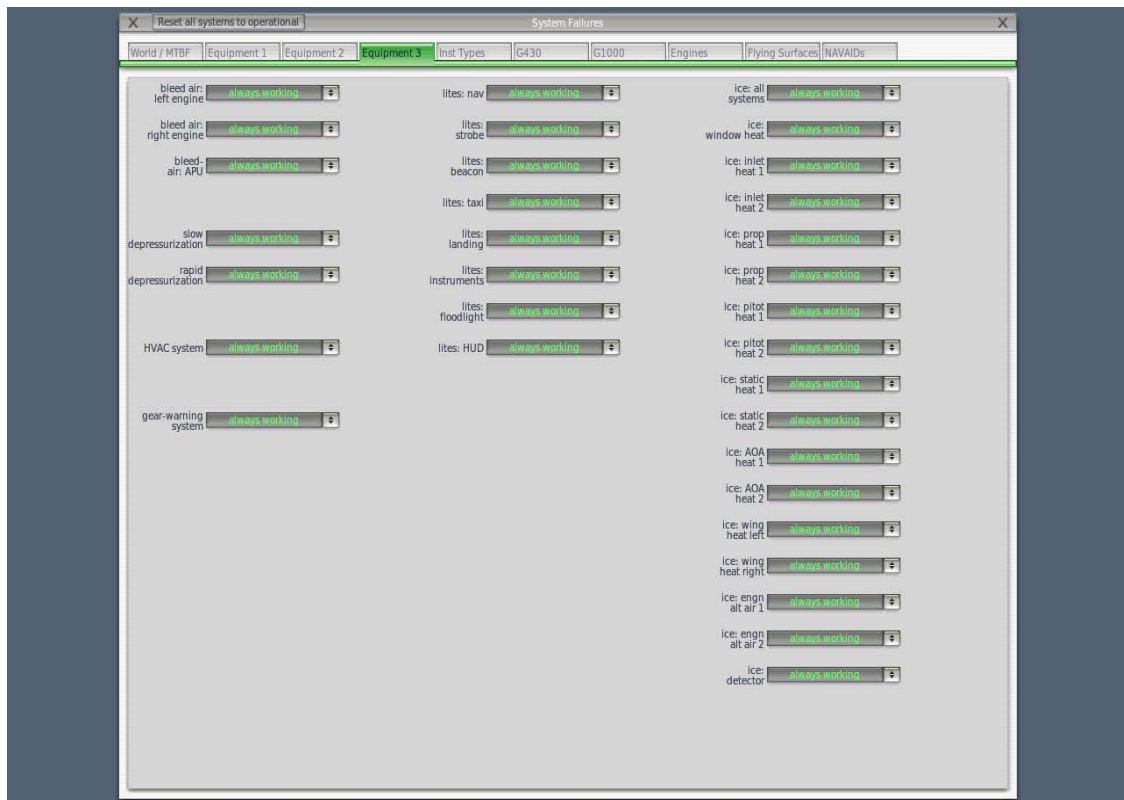 X Reset all systems to operational System Failures X
World / MTBF Equipment 1 Equipment 2 Equipment 3 Inst Types G430 G1000 Engines Flying Surfaces NAVAIDs
bleed air:
left engine always working
bleed air:
right engine always working
bleed-
air: APU always working
slow
depressurization always working
rapid
depressurization always working
HVAC system always working
gear-warning
system always working
lites: nav always working
lites:
strobe always working
lites:
beacon always working
lites: taxi always working
lites:
landing always working
lites:
instruments always working
lites:
floodlight always working
lites: HUD always working
ice: all
systems always working
ice:
window heat always working
ice: inlet
heat 1 always working
ice: inlet
heat 2 always working
ice: prop
heat 1 always working
ice: prop
heat 2 always working
ice: pitot
heat 1 always working
ice: pitot
heat 2 always working
ice: static
heat 1 always working
ice: static
heat 2 always working
ice: AOA
heat 1 always working
ice: AOA
heat 2 always working
ice: wing
heat left always working
ice: wing
heat right always working
ice: engn
alt air 1 always working
ice: engn
alt air 2 always working
ice:
detector always working